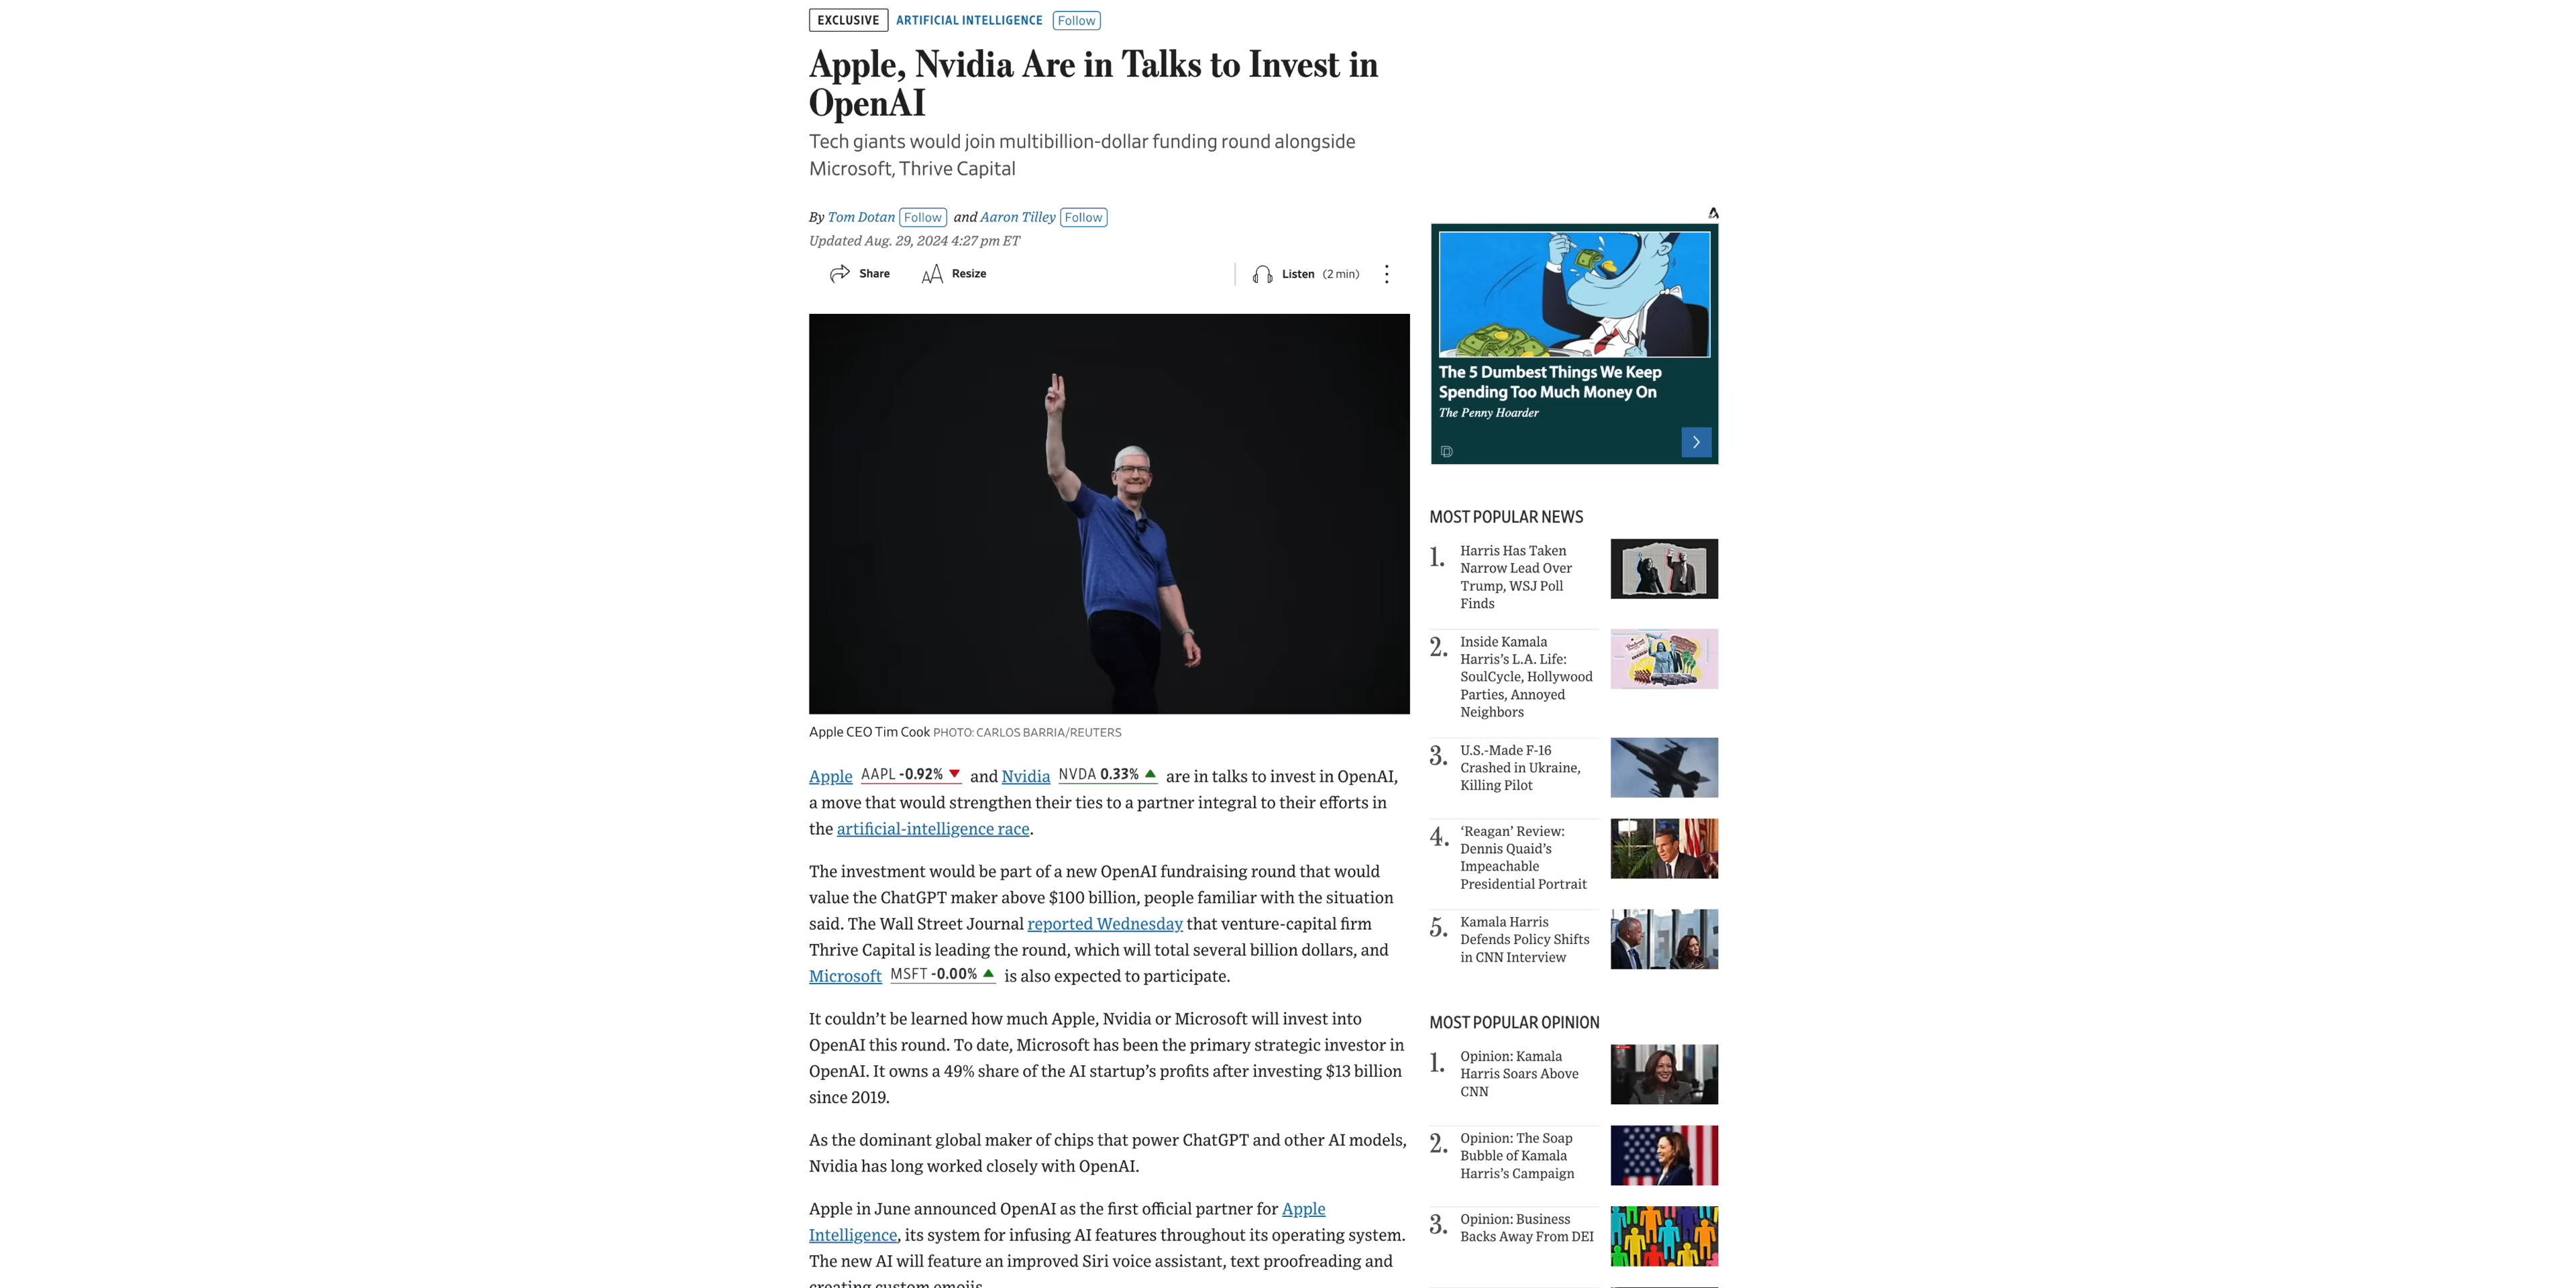 EXCLUSIVE ARTIFICIAL INTELLIGENCE Follow
Apple, Nvidia Are in Talks to Invest in
OpenAI
Tech giants would join multibillion-dollar funding round alongside
Microsoft, Thrive Capital
By Tom Dotan Follow and Aaron Tilley Follow
Updated Aug. 29, 2024 4:27 pm ET
Share Resize Listen (2 min)
Apple CEO Tim Cook PHOTO: CARLOS BARRIA/REUTERS
Apple AAPL -0.92% and Nvidia NVDA 0.33% are in talks to invest in OpenAI,
a move that would strengthen their ties to a partner integral to their efforts in
the artificial-intelligence race.
The investment would be part of a new OpenAI fundraising round that would
value the ChatGPT maker above $100 billion, people familiar with the situation
said. The Wall Street Journal reported Wednesday that venture-capital firm
Thrive Capital is leading the round, which will total several billion dollars, and
Microsoft MSFT -0.00% is also expected to participate.
It couldn’t be learned how much Apple, Nvidia or Microsoft will invest into
OpenAI this round. To date, Microsoft has been the primary strategic investor in
OpenAI. It owns a 49% share of the AI startup’s profits after investing $13 billion
since 2019.
As the dominant global maker of chips that power ChatGPT and other AI models,
Nvidia has long worked closely with OpenAI.
Apple in June announced OpenAI as the first official partner for Apple
Intelligence, its system for infusing AI features throughout its operating system.
The new AI will feature an improved Siri voice assistant, text proofreading and
creating custom emojis.
The 5 Dumbest Things We Keep
Spending Too Much Money On
The Penny Hoarder
MOST POPULAR NEWS
1. Harris Has Taken
Narrow Lead Over
Trump, WSJ Poll
Finds
2. Inside Kamala
Harris’s L.A. Life:
SoulCycle, Hollywood
Parties, Annoyed
Neighbors
3. U.S.-Made F-16
Crashed in Ukraine,
Killing Pilot
4. ‘Reagan’ Review:
Dennis Quaid’s
Impeachable
Presidential Portrait
5. Kamala Harris
Defends Policy Shifts
in CNN Interview
MOST POPULAR OPINION
1. Opinion: Kamala
Harris Soars Above
CNN
2. Opinion: The Soap
Bubble of Kamala
Harris’s Campaign
3. Opinion: Business
Backs Away From DEI